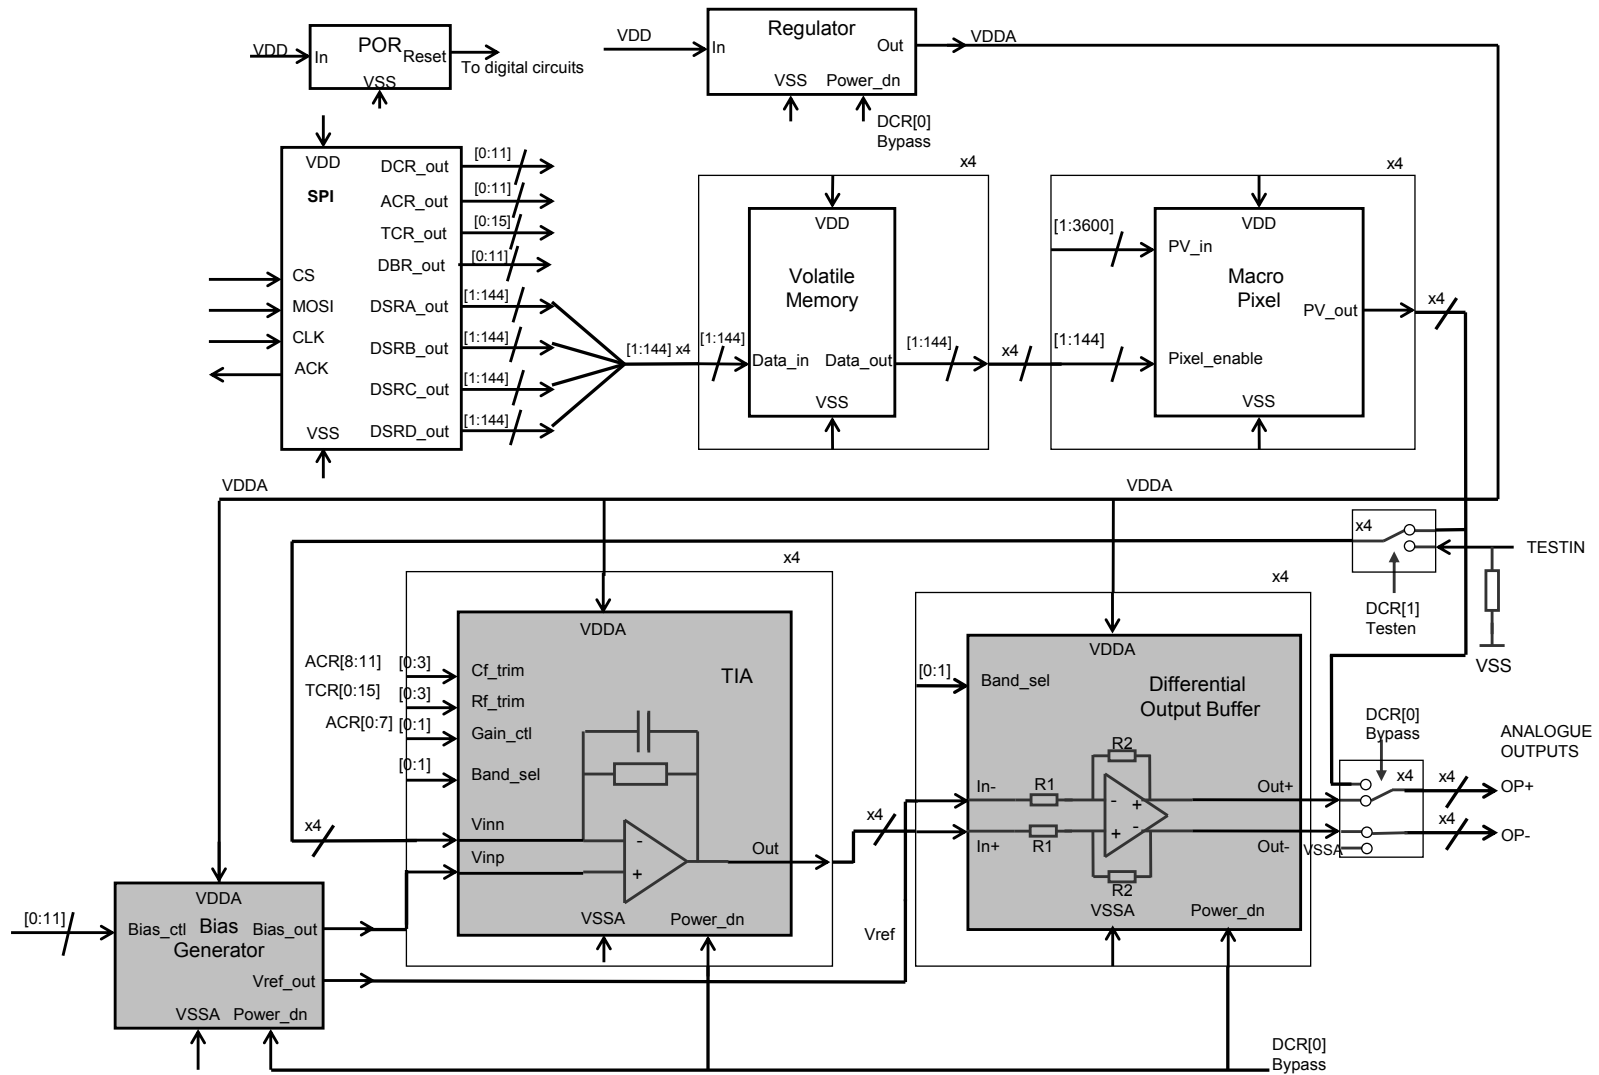 VDD
In
POR
Reset
VSS
To digital circuits
VDD
In
Regulator
Out
VSS
Power_dn
VDDA
DCR[0]
Bypass
VDD
SPI
CS
MOSI
CLK
ACK
VSS
DCR_out
[0:11]
ACR_out
[0:11]
TCR_out
[0:15]
DBR_out
[0:11]
DSRA_out
[1:144]
DSRB_out
[1:144]
DSRC_out
[1:144]
DSRD_out
[1:144]
[1:144] x4
x4
[1:144]
VDD
Volatile
Memory
Data_in
Data_out
VSS
[1:144]
x4
x4
[1:3600]
[1:144]
VDD
PV_in
Macro
Pixel
PV_out
Pixel_enable
VSS
x4
VDDA
VDDA
x4
TESTIN
DCR[1]
Testen
VSS
x4
ACR[8:11]
[0:3]
TCR[0:15]
[0:3]
ACR[0:7]
[0:1]
[0:1]
x4
VDDA
TIA
Cf_trim
Rf_trim
Gain_ctl
Band_sel
Vinn
Vinp
-
+
Out
VSSA
Power_dn
x4
x4
[0:1]
VDDA
Band_sel
Differential
Output Buffer
In-
In+
R1
R1
R2
R2
-
+
+
-
Out+
Out-
VSSA
Power_dn
Vref
DCR[0]
Bypass
x4
VSSA
x4
x4
ANALOGUE
OUTPUTS
OP+
OP-
[0:11]
VDDA
Bias_ctl
Bias
Generator
Bias_out
Vref_out
VSSA
Power_dn
DCR[0]
Bypass